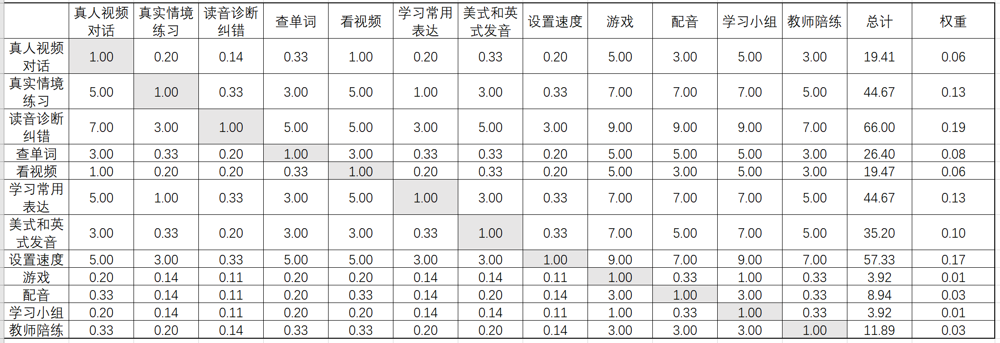 真人视频对话 真实情境练习 读音诊断纠错 查单词 看视频 学习常用表达 美式和英式发音 设置速度 游戏 配音 学习小组 教师陪练 总计 权重
真人视频对话 1.00 0.20 0.14 0.33 1.00 0.20 0.33 0.20 5.00 3.00 5.00 3.00 19.41 0.06
真实情境练习 5.00 1.00 0.33 3.00 5.00 1.00 3.00 0.33 7.00 7.00 7.00 5.00 44.67 0.13
读音诊断纠错 7.00 3.00 1.00 5.00 5.00 3.00 5.00 3.00 9.00 9.00 9.00 7.00 66.00 0.19
查单词 3.00 0.33 0.20 1.00 3.00 0.33 0.33 0.20 5.00 5.00 5.00 3.00 26.40 0.08
看视频 1.00 0.20 0.20 0.33 1.00 0.20 0.33 0.20 5.00 3.00 5.00 3.00 19.47 0.06
学习常用表达 5.00 1.00 0.33 3.00 5.00 1.00 3.00 0.33 7.00 7.00 7.00 5.00 44.67 0.13
美式和英式发音 3.00 0.33 0.20 3.00 3.00 0.33 1.00 0.33 7.00 5.00 7.00 5.00 35.20 0.10
设置速度 5.00 3.00 0.33 5.00 5.00 3.00 3.00 1.00 9.00 7.00 9.00 7.00 57.33 0.17
游戏 0.20 0.14 0.11 0.20 0.20 0.14 0.14 0.11 1.00 0.33 1.00 0.33 3.92 0.01
配音 0.33 0.14 0.11 0.20 0.33 0.14 0.20 0.14 3.00 1.00 3.00 0.33 8.94 0.03
学习小组 0.20 0.14 0.11 0.20 0.20 0.14 0.14 0.11 1.00 0.33 1.00 0.33 3.92 0.01
教师陪练 0.33 0.20 0.14 0.33 0.33 0.20 0.20 0.14 3.00 3.00 3.00 1.00 11.89 0.03